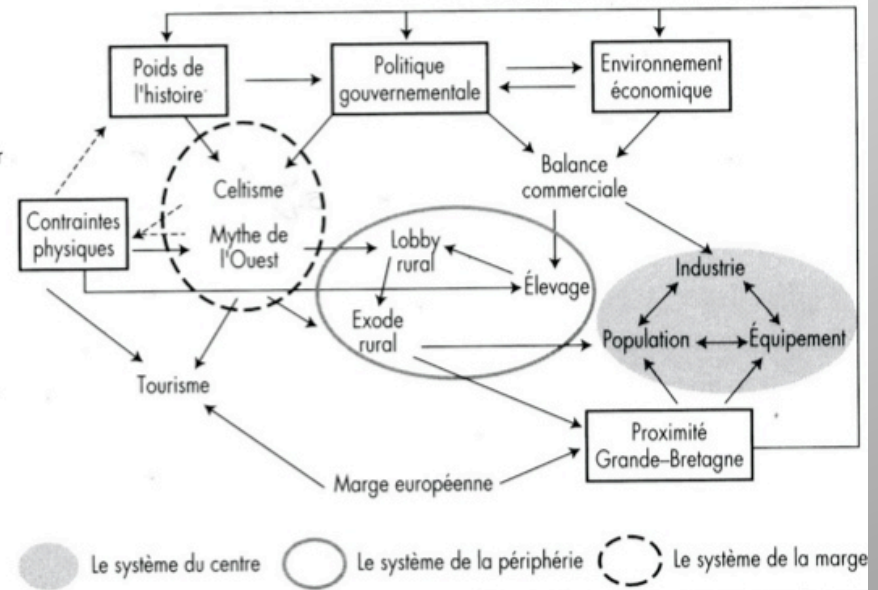 Poids de
l'histoire
Politique
gouvernementale
Environnement
économique
Balance
commerciale
Celtisme
Contraintes
physiques
Mythe de
l'Ouest
Lobby
rural
Élevage
Industrie
Exode
rural
Population
Équipement
Tourisme
Proximité
Grande–Bretagne
Marge européenne
Le système du centre
Le système de la périphérie
Le système de la marge